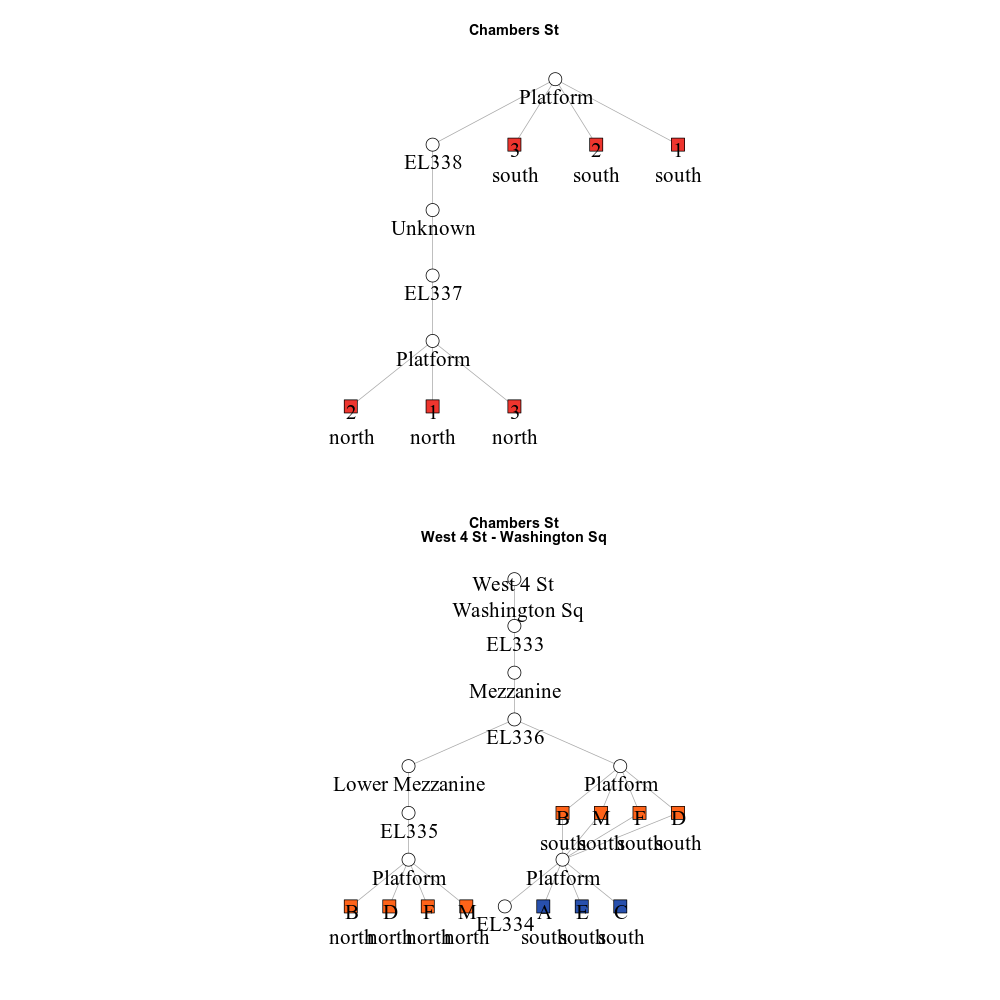 Chambers St
Platform
EL338
3 2 1
south south south
Unknown
EL337
Platform
2 1 3
north north north
Chambers St
West 4 St - Washington Sq
West 4 St
Washington Sq
EL333
Mezzanine
EL336
Lower Mezzanine Platform
B M F D
EL335
south south south south
Platform Platform
B D F M A E C
EL334
north north north north south south south